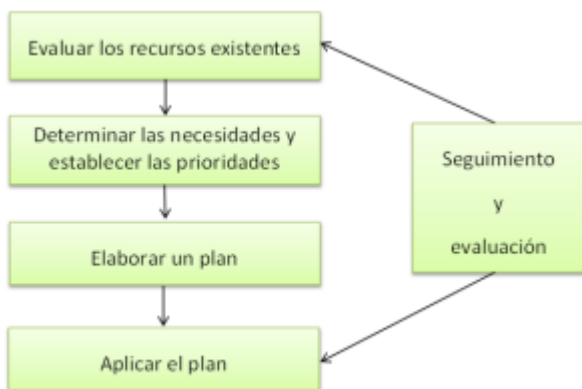 Evaluar los recursos existentes
Determinar las necesidades y
establecer las prioridades
Elaborar un plan
Aplicar el plan
Seguimiento
y
evaluación